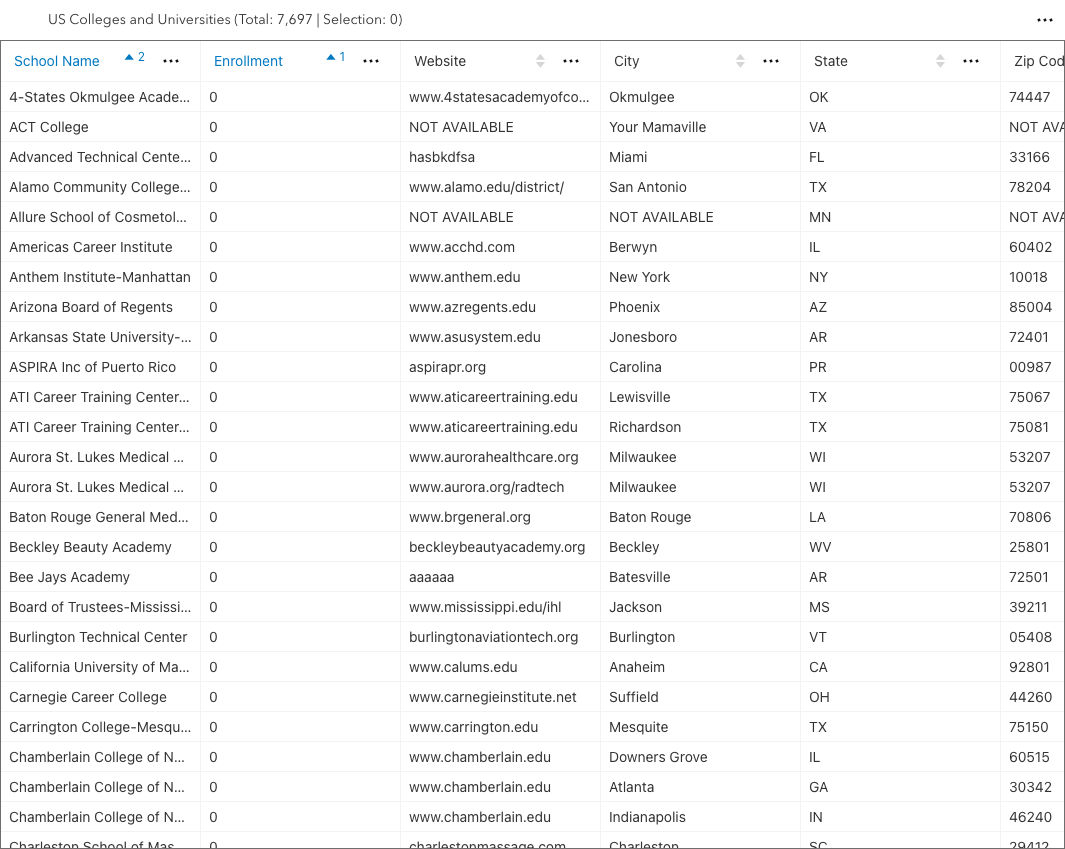 US Colleges and Universities (Total: 7,697 | Selection: 0)
School Name 2 Enrollment 1 Website City State Zip Cod
4-States Okmulgee Acade... 0 www.4statesacademyofco... Okmulgee OK 74447
ACT College 0 NOT AVAILABLE Your Mamaville VA NOT AVA
Advanced Technical Cente... 0 hasbkdfsa Miami FL 33166
Alamo Community College... 0 www.alamo.edu/district/ San Antonio TX 78204
Allure School of Cosmetol... 0 NOT AVAILABLE NOT AVAILABLE MN NOT AVA
Americas Career Institute 0 www.acchd.com Berwyn IL 60402
Anthem Institute-Manhattan 0 www.anthem.edu New York NY 10018
Arizona Board of Regents 0 www.azregents.edu Phoenix AZ 85004
Arkansas State University-... 0 www.asusystem.edu Jonesboro AR 72401
ASPIRA Inc of Puerto Rico 0 aspirapr.org Carolina PR 00987
ATI Career Training Center... 0 www.aticareertraining.edu Lewisville TX 75067
ATI Career Training Center... 0 www.aticareertraining.edu Richardson TX 75081
Aurora St. Lukes Medical ... 0 www.aurorahealthcare.org Milwaukee WI 53207
Aurora St. Lukes Medical ... 0 www.aurora.org/radtech Milwaukee WI 53207
Baton Rouge General Med... 0 www.brgeneral.org Baton Rouge LA 70806
Beckley Beauty Academy 0 beckleybeautyacademy.org Beckley WV 25801
Bee Jays Academy 0 aaaaaa Batesville AR 72501
Board of Trustees-Mississi... 0 www.mississippi.edu/ihl Jackson MS 39211
Burlington Technical Center 0 burlingtonaviationtech.org Burlington VT 05408
California University of Ma... 0 www.calums.edu Anaheim CA 92801
Carnegie Career College 0 www.carnegieinstitute.net Suffield OH 44260
Carrington College-Mesqu... 0 www.carrington.edu Mesquite TX 75150
Chamberlain College of N... 0 www.chamberlain.edu Downers Grove IL 60515
Chamberlain College of N... 0 www.chamberlain.edu Atlanta GA 30342
Chamberlain College of N... 0 www.chamberlain.edu Indianapolis IN 46240
Charleston School of Mas... 0 charlestonmassage.com Charleston SC 29412